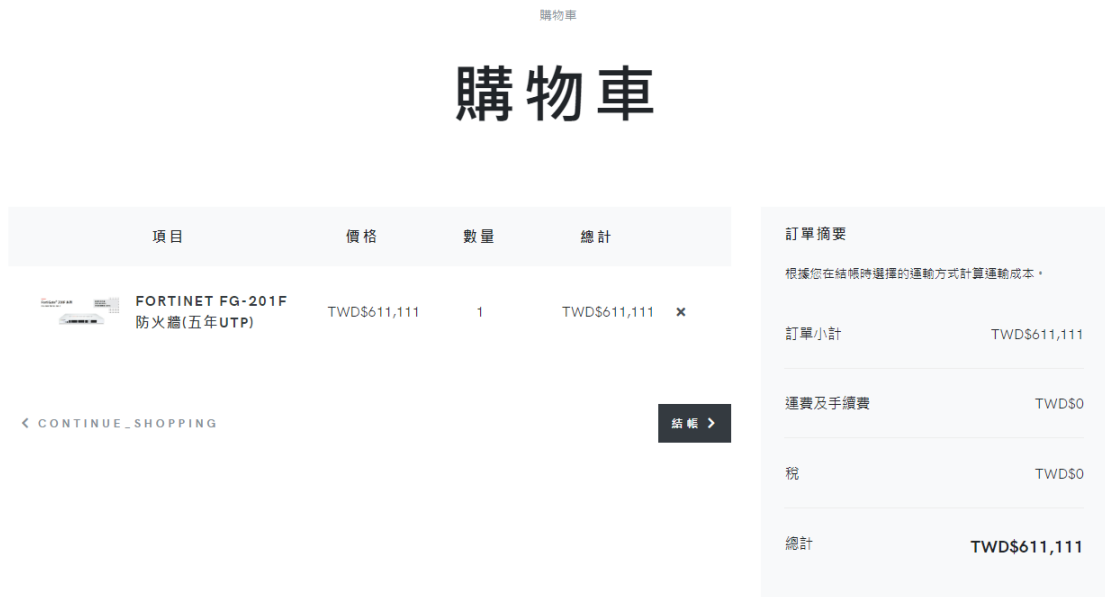 購物車
購物車
項目 價格 數量 總計
FORTINET FG-201F
防火牆(五年UTP)
TWD$611,111 1 TWD$611,111 ×
CONTINUE_SHOPPING
結帳
訂單摘要
根據您在結帳時選擇的運輸方式計算運輸成本。
訂單小計 TWD$611,111
運費及手續費 TWD$0
稅 TWD$0
總計 TWD$611,111